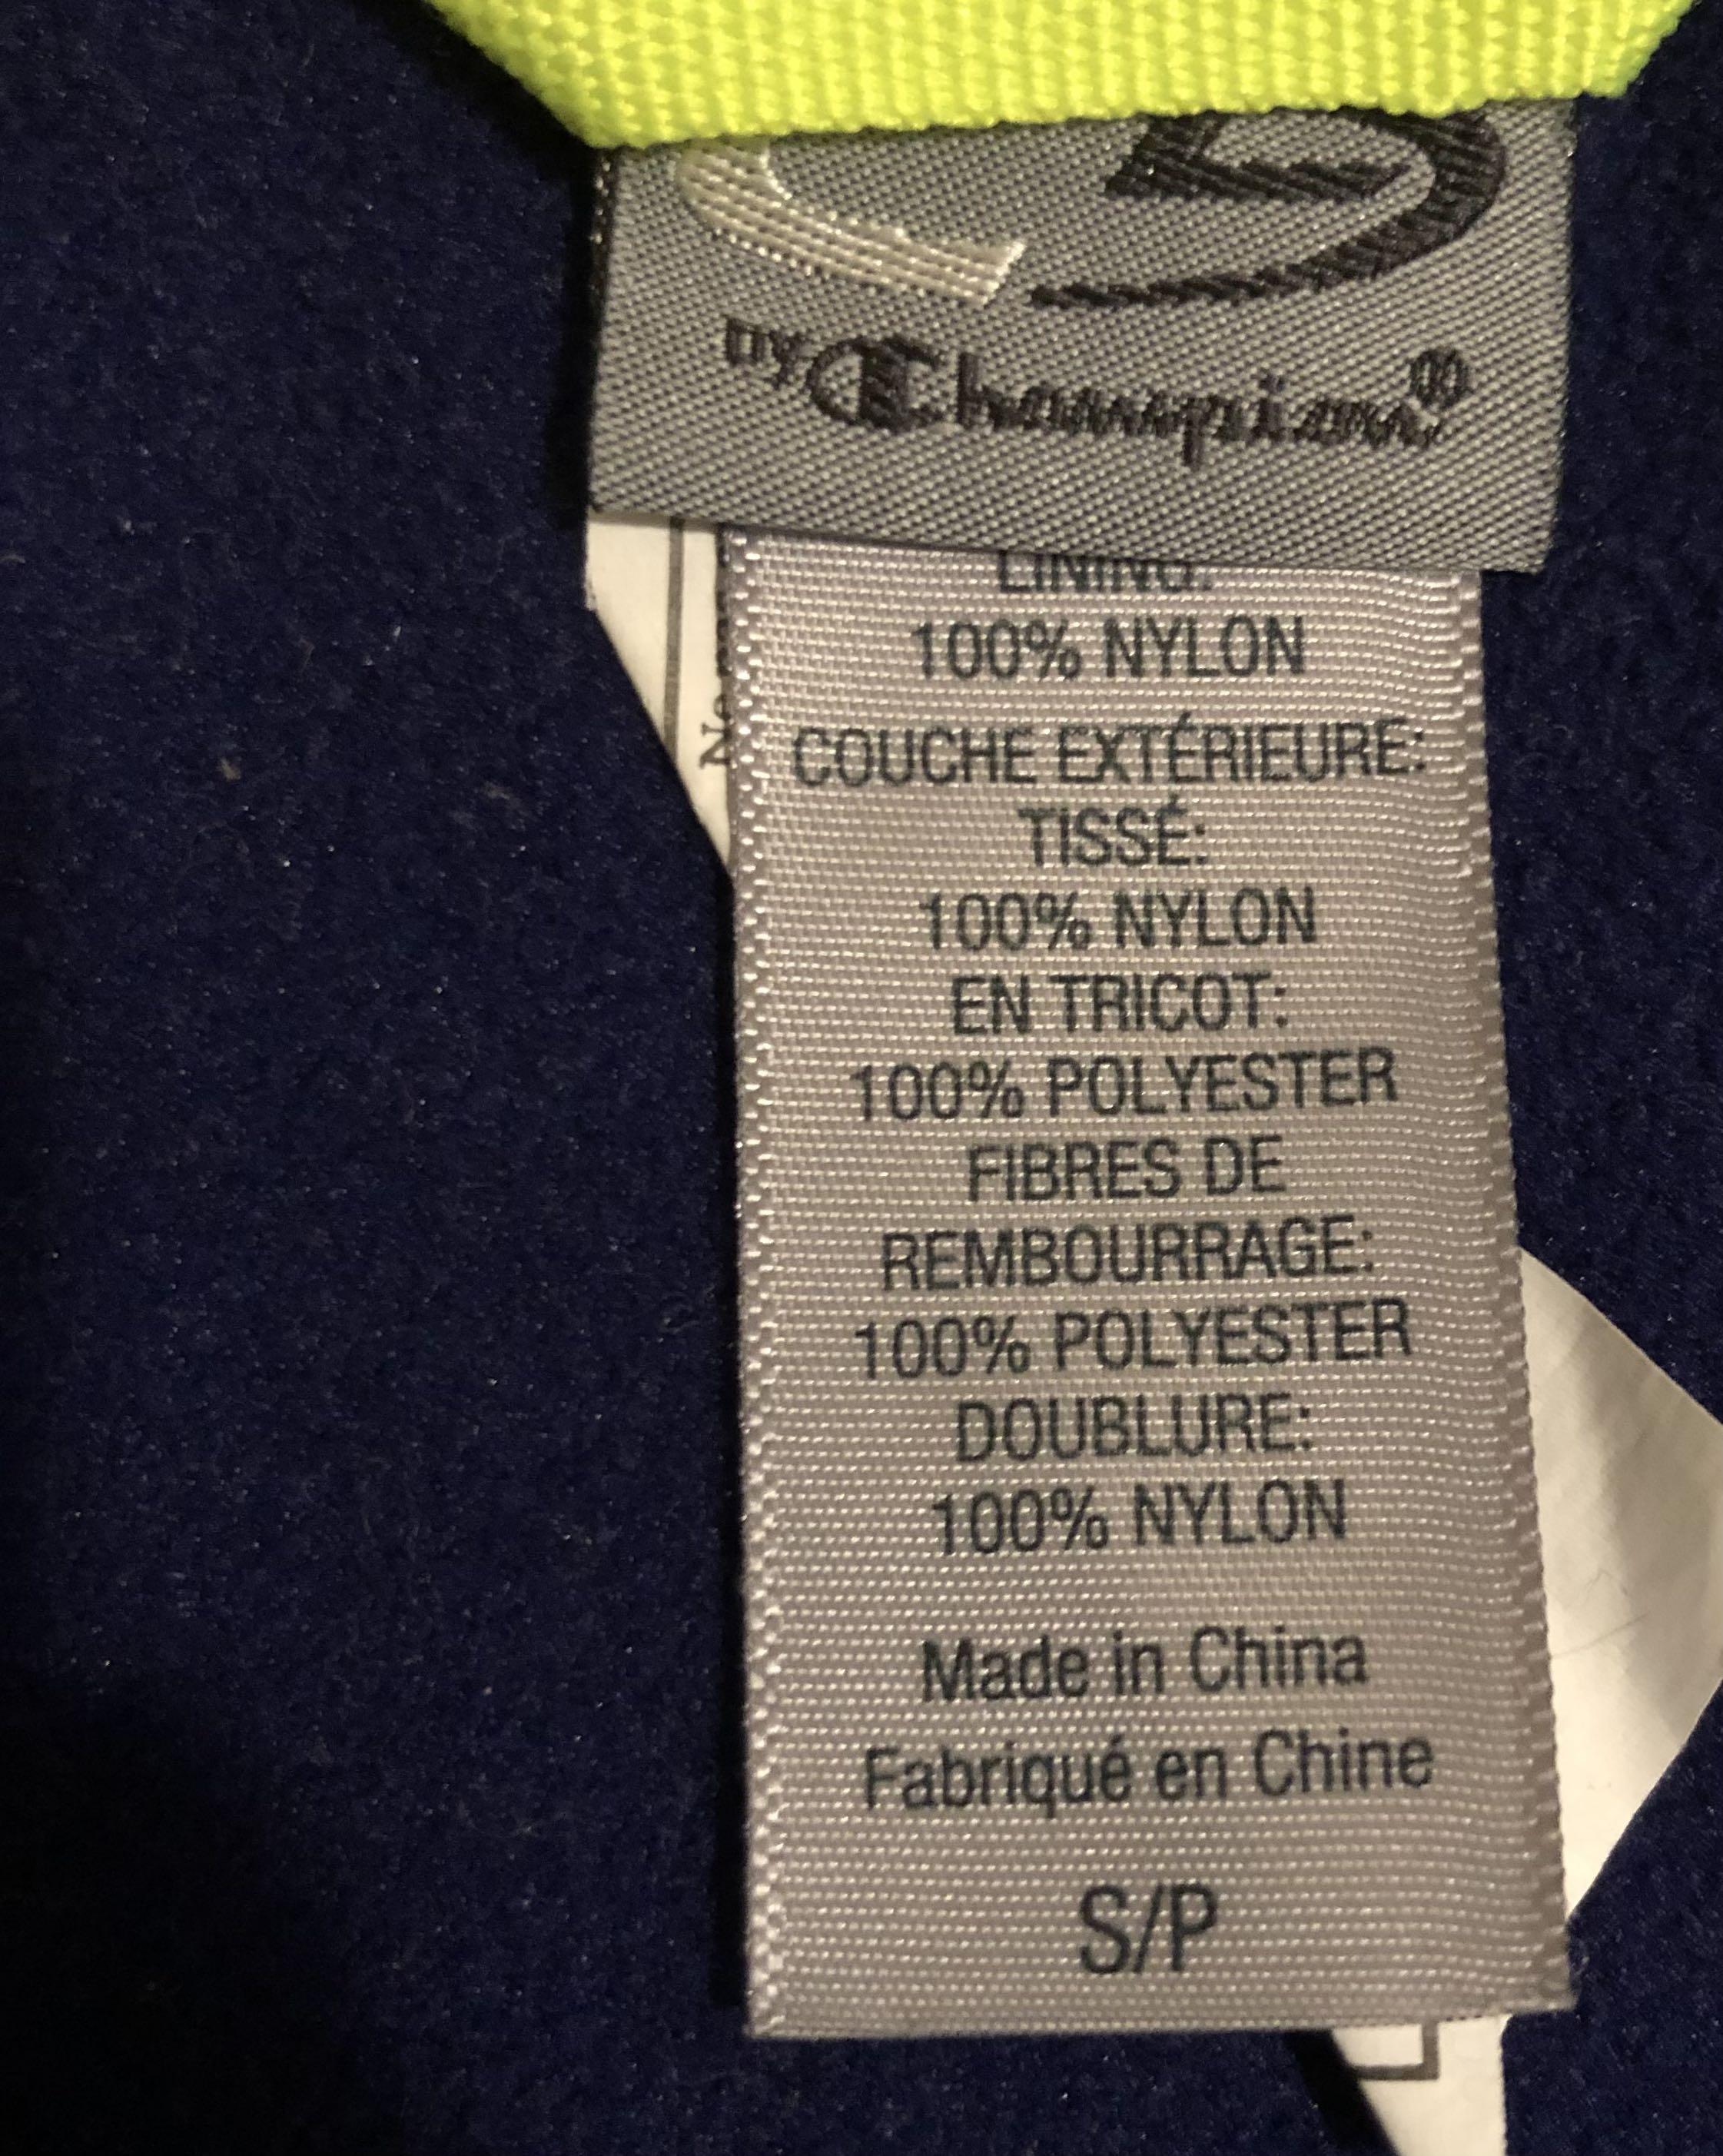 by Champion®
LINING:
100% NYLON
COUCHE EXTÉRIEURE:
TISSÉ:
100% NYLON
EN TRICOT:
100% POLYESTER
FIBRES DE
REMBOURRAGE:
100% POLYESTER
DOUBLURE:
100% NYLON
Made in China
Fabriqué en Chine
S/P